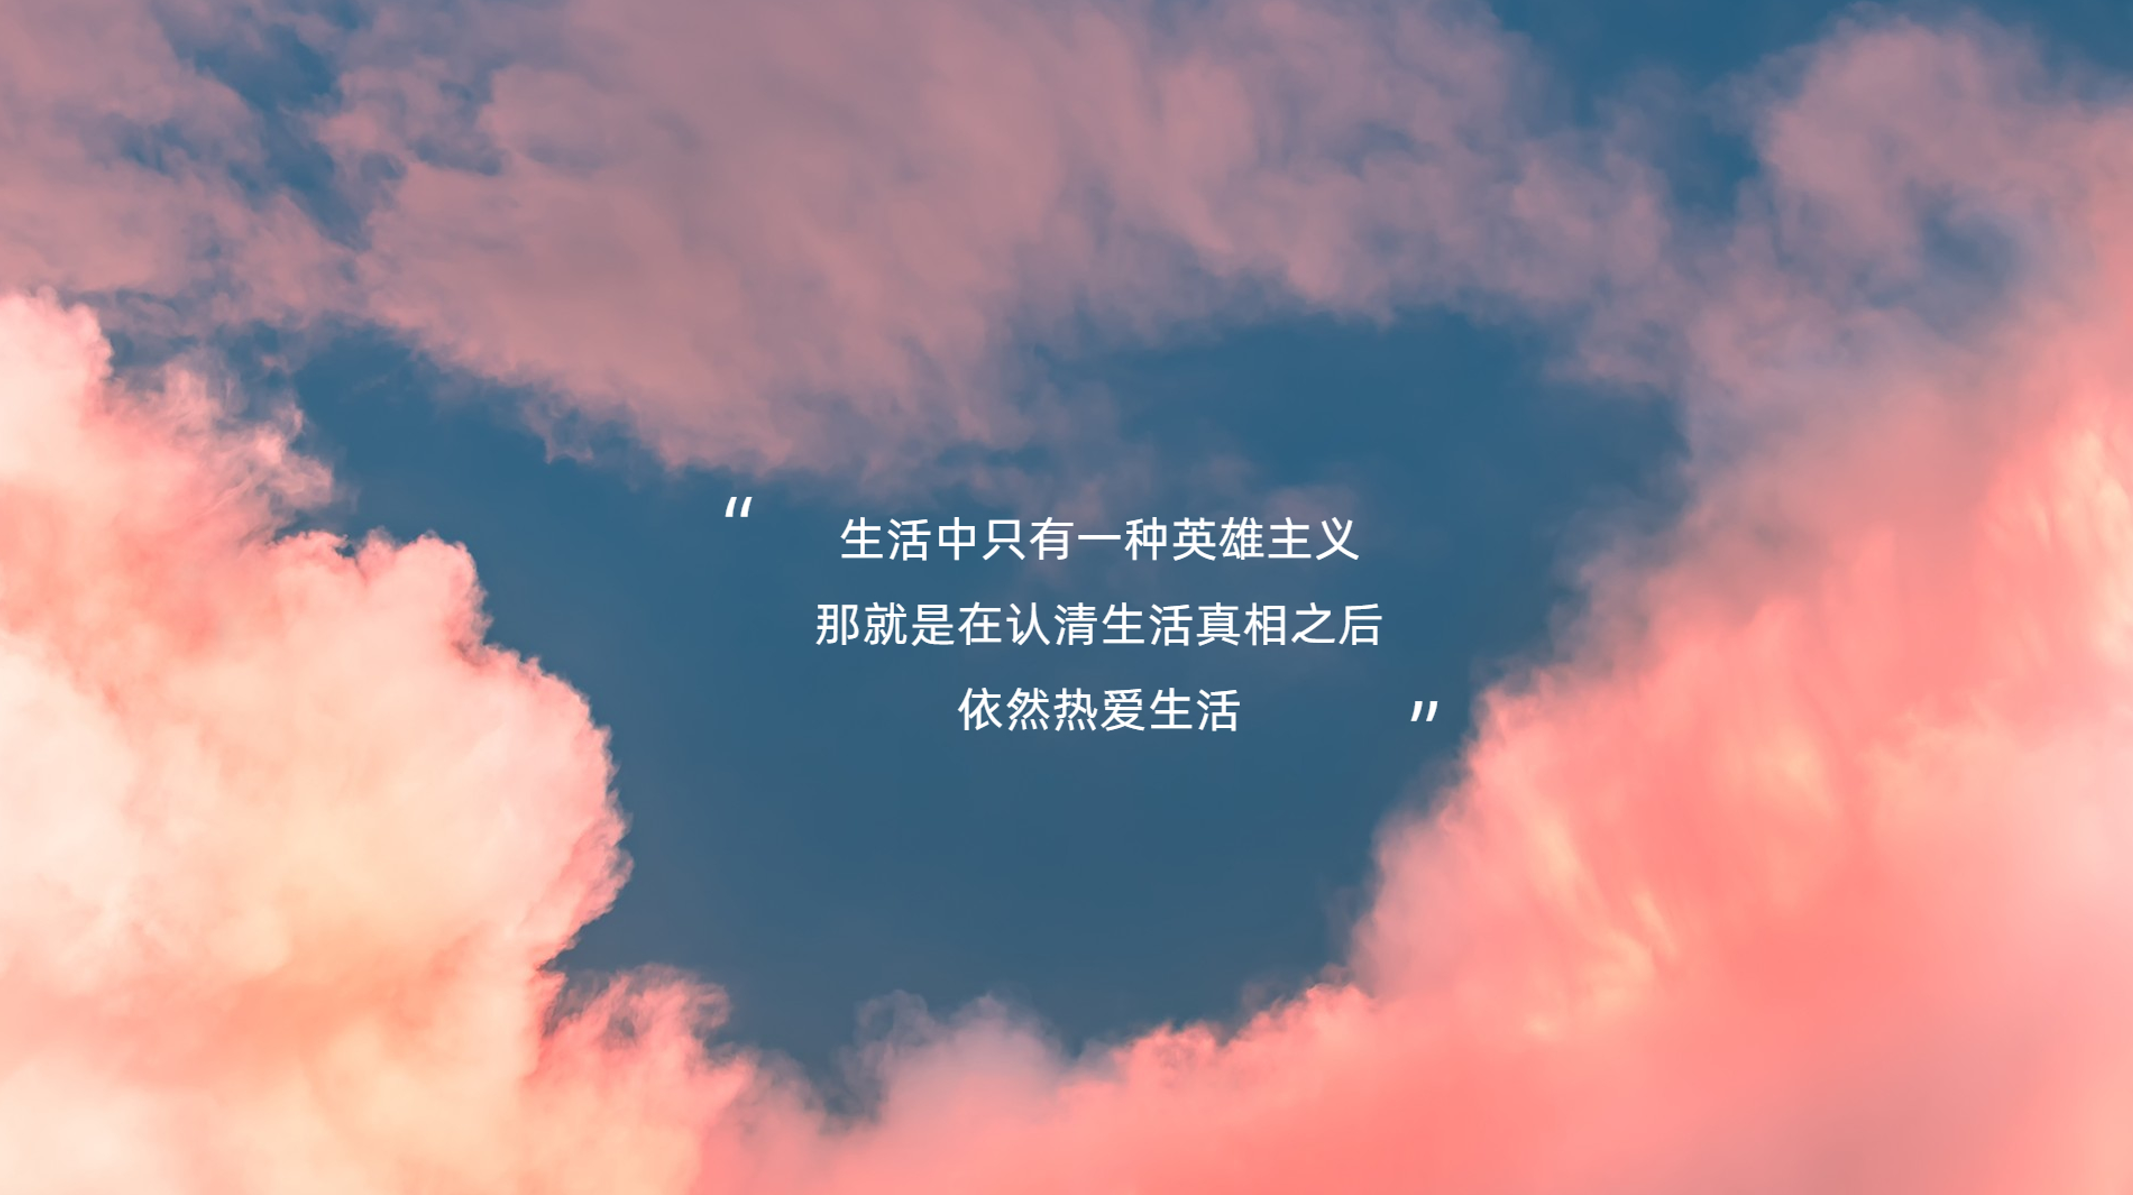 “
生活中只有一种英雄主义
那就是在认清生活真相之后
依然热爱生活
”